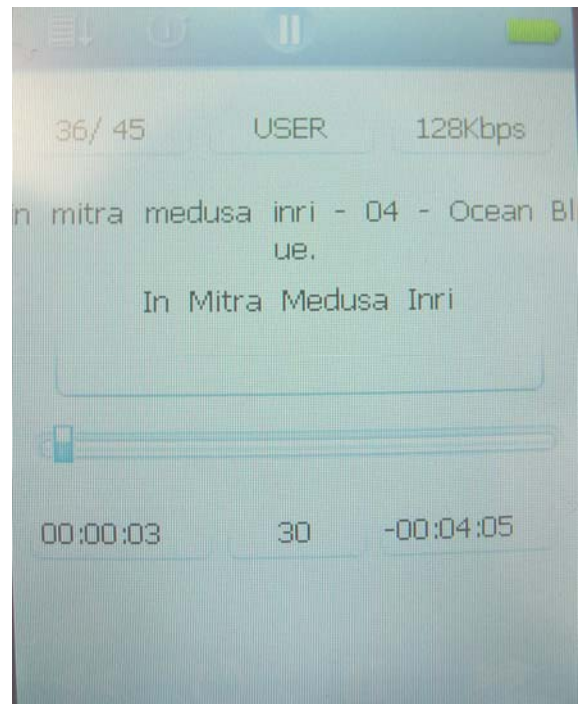 36/ 45 USER 128Kbps
n mitra medusa inri - 04 - Ocean Bl
ue.
In Mitra Medusa Inri
00:00:03 30 -00:04:05